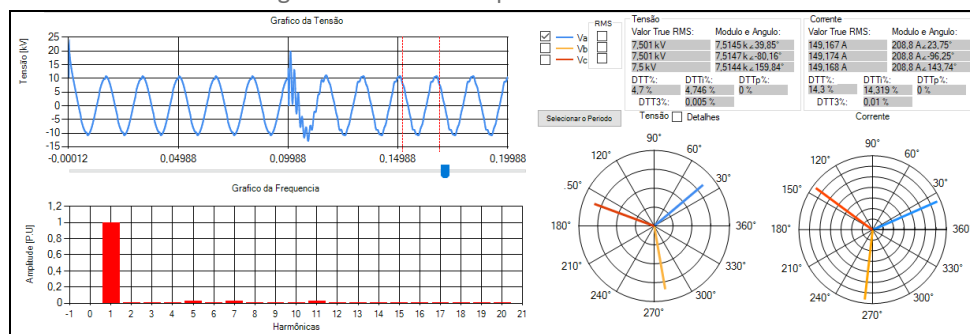 Grafico da Tensão
Tensão [kV]
25
20
15
10
5
0
-5
-10
-15
-0,00012 0,04988 0,09988 0,14988 0,19988
Grafico da Frequencia
Amplitude [P.U]
1,2
1
0,8
0,6
0,4
0,2
0
-1 0 1 2 3 4 5 6 7 8 9 10 11 12 13 14 15 16 17 18 19 20 21
Harmônicas
RMS
Va
Vb
Vc
Tensão
Valor True RMS: Modulo e Angulo:
7,501 kV 7,5145 k∠39,85°
7,501 kV 7,5147 k∠-80,16°
7,5 kV 7,5144 k∠159,84°
DTT%: DTTi%: DTTp%:
4.7 % 4.746 % 0 %
DTT3%: 0,005 %
Corrente
Valor True RMS: Modulo e Angulo:
149,167 A 208,8 A∠23,75°
149,174 A 208,8 A∠-96,25°
149,168 A 208,8 A∠143,74°
DTT%: DTTi%: DTTp%:
14.3 % 14.319 % 0 %
DTT3%: 0,01 %
Selecionar o Periodo
Tensão Detalhes
90°
120° 60°
50° 30°
180° 360°
210° 330°
240° 300°
270°
Corrente
90°
120° 60°
150° 30°
180° 360°
210° 330°
240° 300°
270°